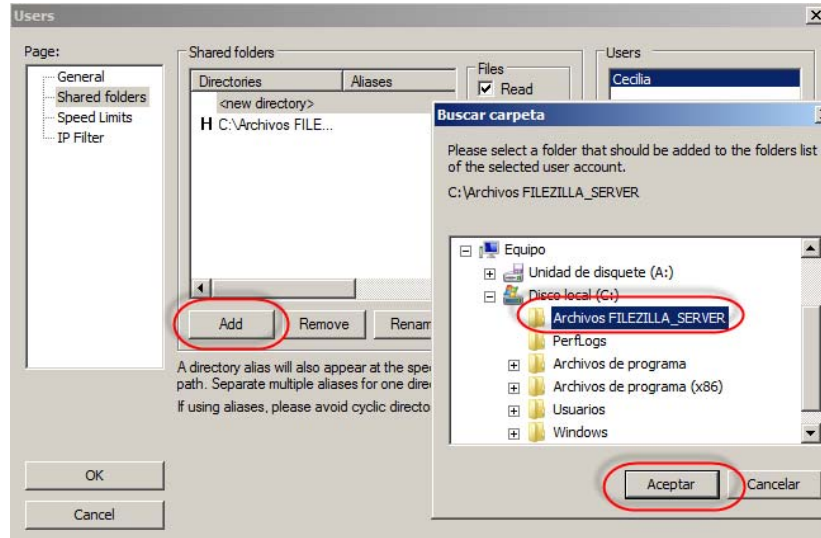 Users
Page:
General
Shared folders
Speed Limits
IP Filter
Shared folders
Directories Aliases
<new directory>
H C:\Archivos FILE...
Files
Read
Users
Cecilia
Add Remove Renam
A directory alias will also appear at the spe
path. Separate multiple aliases for one dire
If using aliases, please avoid cyclic directo
OK
Cancel
Buscar carpeta
Please select a folder that should be added to the folders list
of the selected user account.
C:\Archivos FILEZILLA_SERVER
Equipo
Unidad de disquete (A:)
Disco local (C:)
Archivos FILEZILLA_SERVER
PerfLogs
Archivos de programa
Archivos de programa (x86)
Usuarios
Windows
Aceptar Cancelar